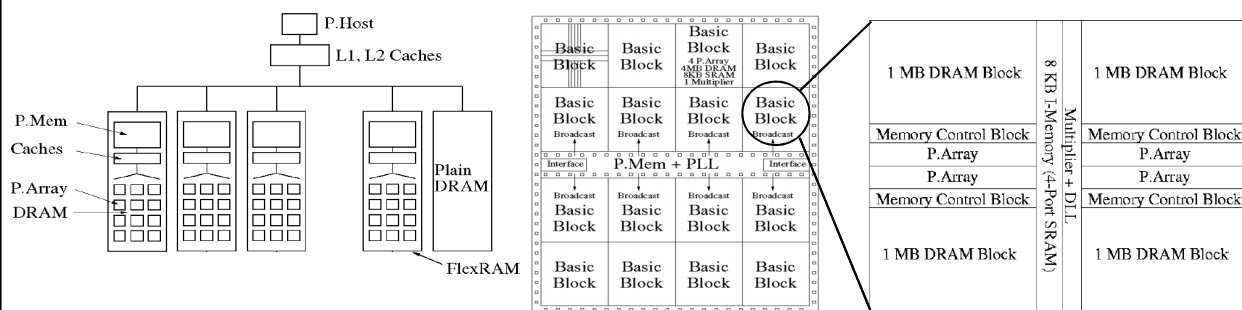 P.Host
L1, L2 Caches
P.Mem
Caches
P.Array
DRAM
Plain
DRAM
FlexRAM
Basic
Block
Basic
Block
Basic
Block
4 P.Array
4MB DRAM
8KB SRAM
1 Multiplier
Basic
Block
Basic
Block
Broadcast
Basic
Block
Broadcast
Basic
Block
Broadcast
Basic
Block
Broadcast
Interface
P.Mem + PLL
Interface
Broadcast
Basic
Block
Broadcast
Basic
Block
Broadcast
Basic
Block
Broadcast
Basic
Block
Basic
Block
Basic
Block
Basic
Block
Basic
Block
1 MB DRAM Block
Memory Control Block
P.Array
P.Array
Memory Control Block
1 MB DRAM Block
8 KB I-Memory (4-Port SRAM)
Multiplier + DLL
1 MB DRAM Block
Memory Control Block
P.Array
P.Array
Memory Control Block
1 MB DRAM Block